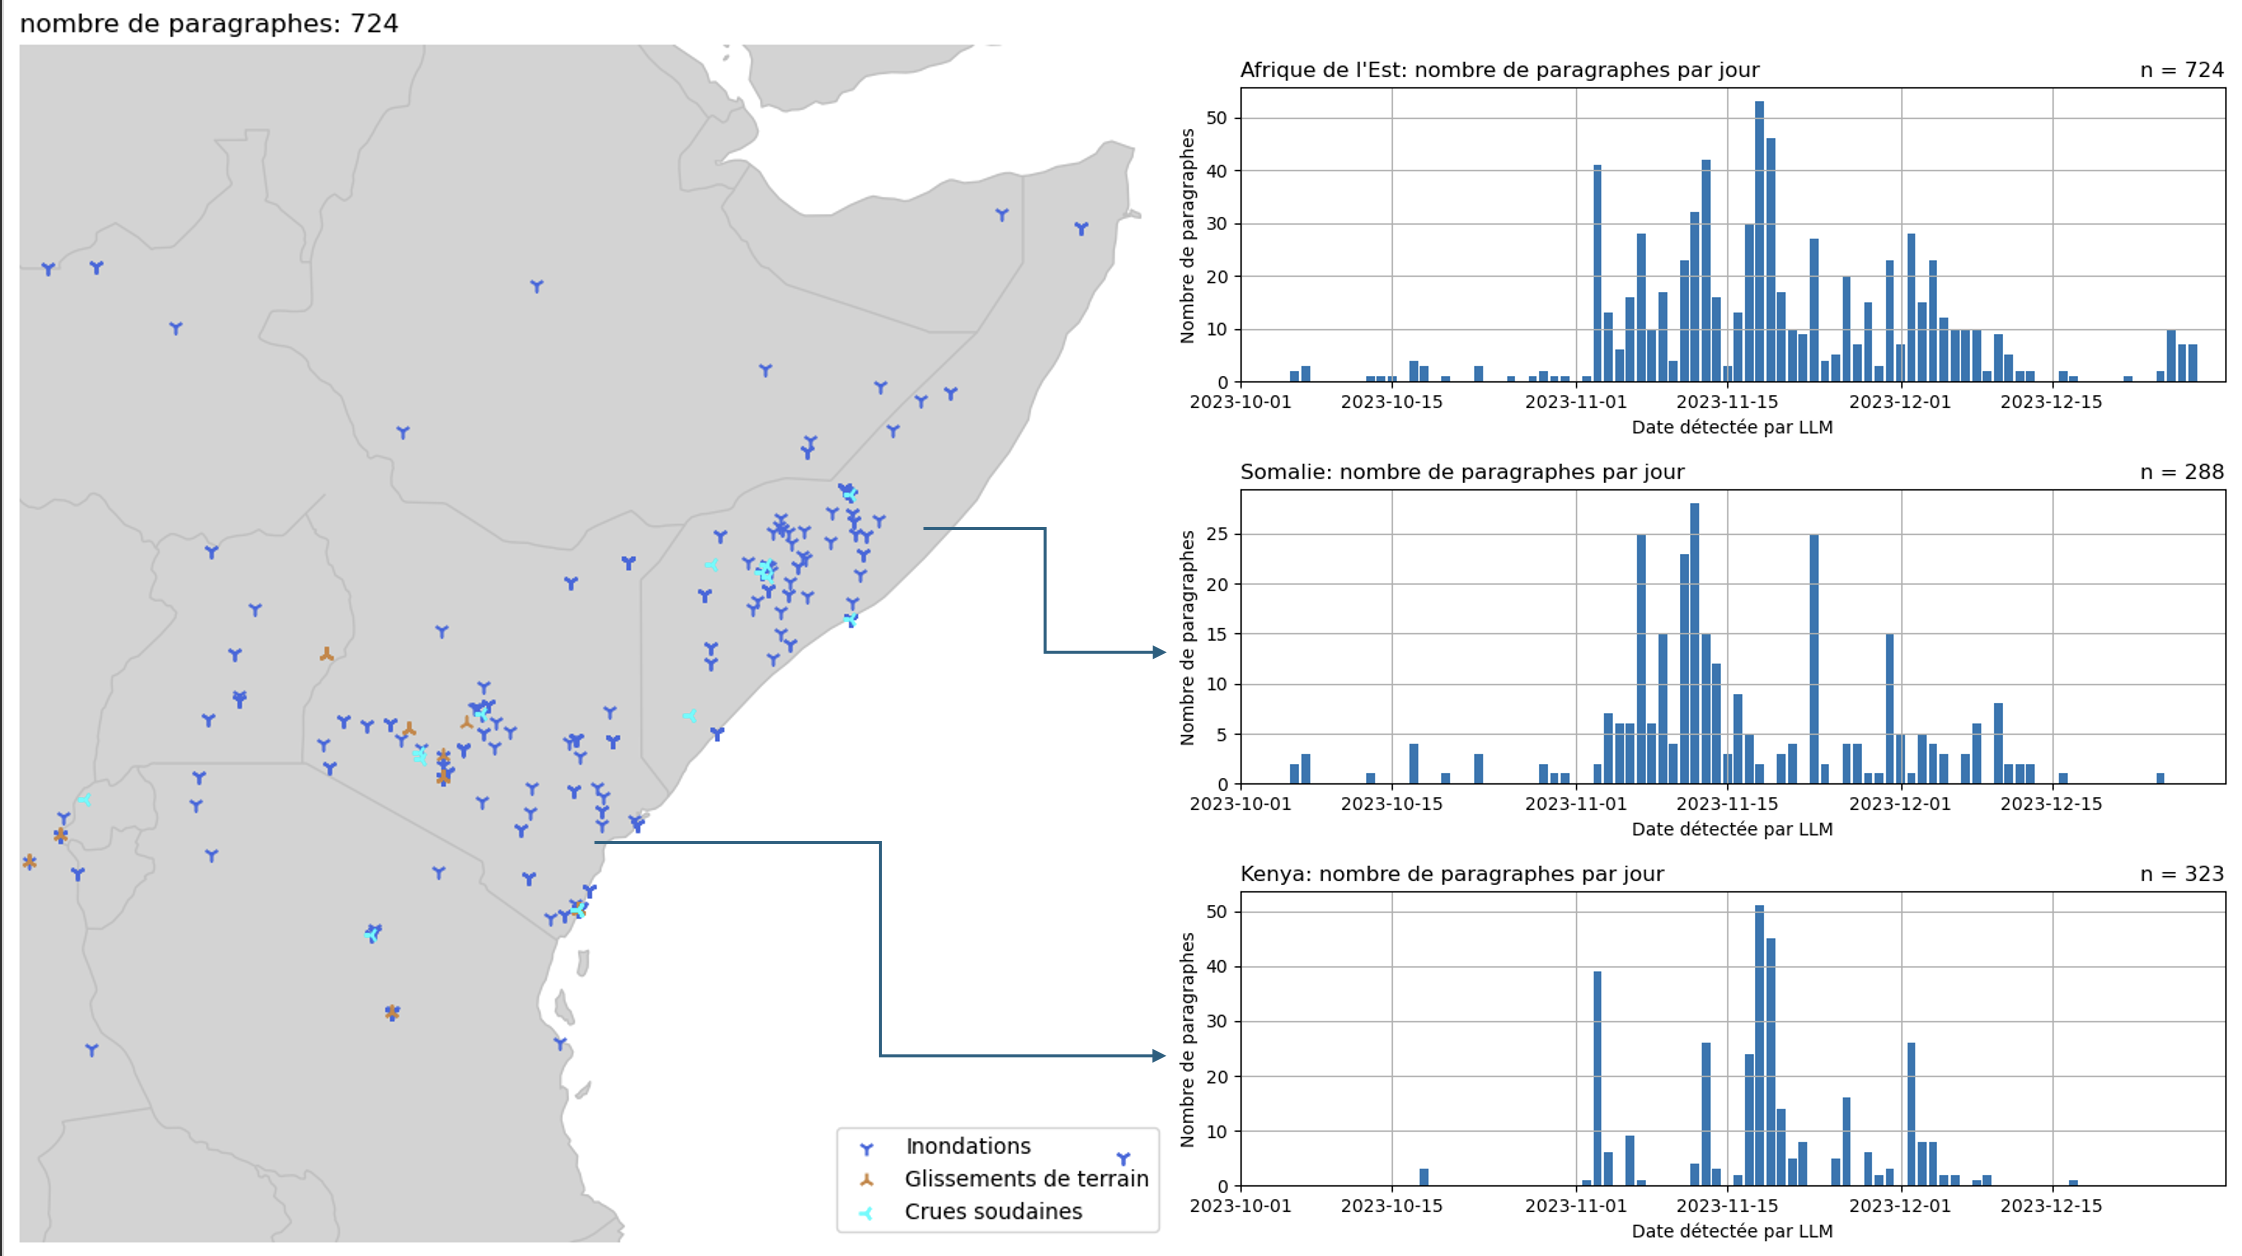 nombre de paragraphes: 724
Inondations
Glissements de terrain
Crues soudaines
Afrique de l'Est: nombre de paragraphes par jour n = 724
Nombre de paragraphes
50
40
30
20
10
0
2023-10-01 2023-10-15 2023-11-01 2023-11-15 2023-12-01 2023-12-15
Date détectée par LLM
Somalie: nombre de paragraphes par jour n = 288
Nombre de paragraphes
25
20
15
10
5
0
2023-10-01 2023-10-15 2023-11-01 2023-11-15 2023-12-01 2023-12-15
Date détectée par LLM
Kenya: nombre de paragraphes par jour n = 323
Nombre de paragraphes
50
40
30
20
10
0
2023-10-01 2023-10-15 2023-11-01 2023-11-15 2023-12-01 2023-12-15
Date détectée par LLM